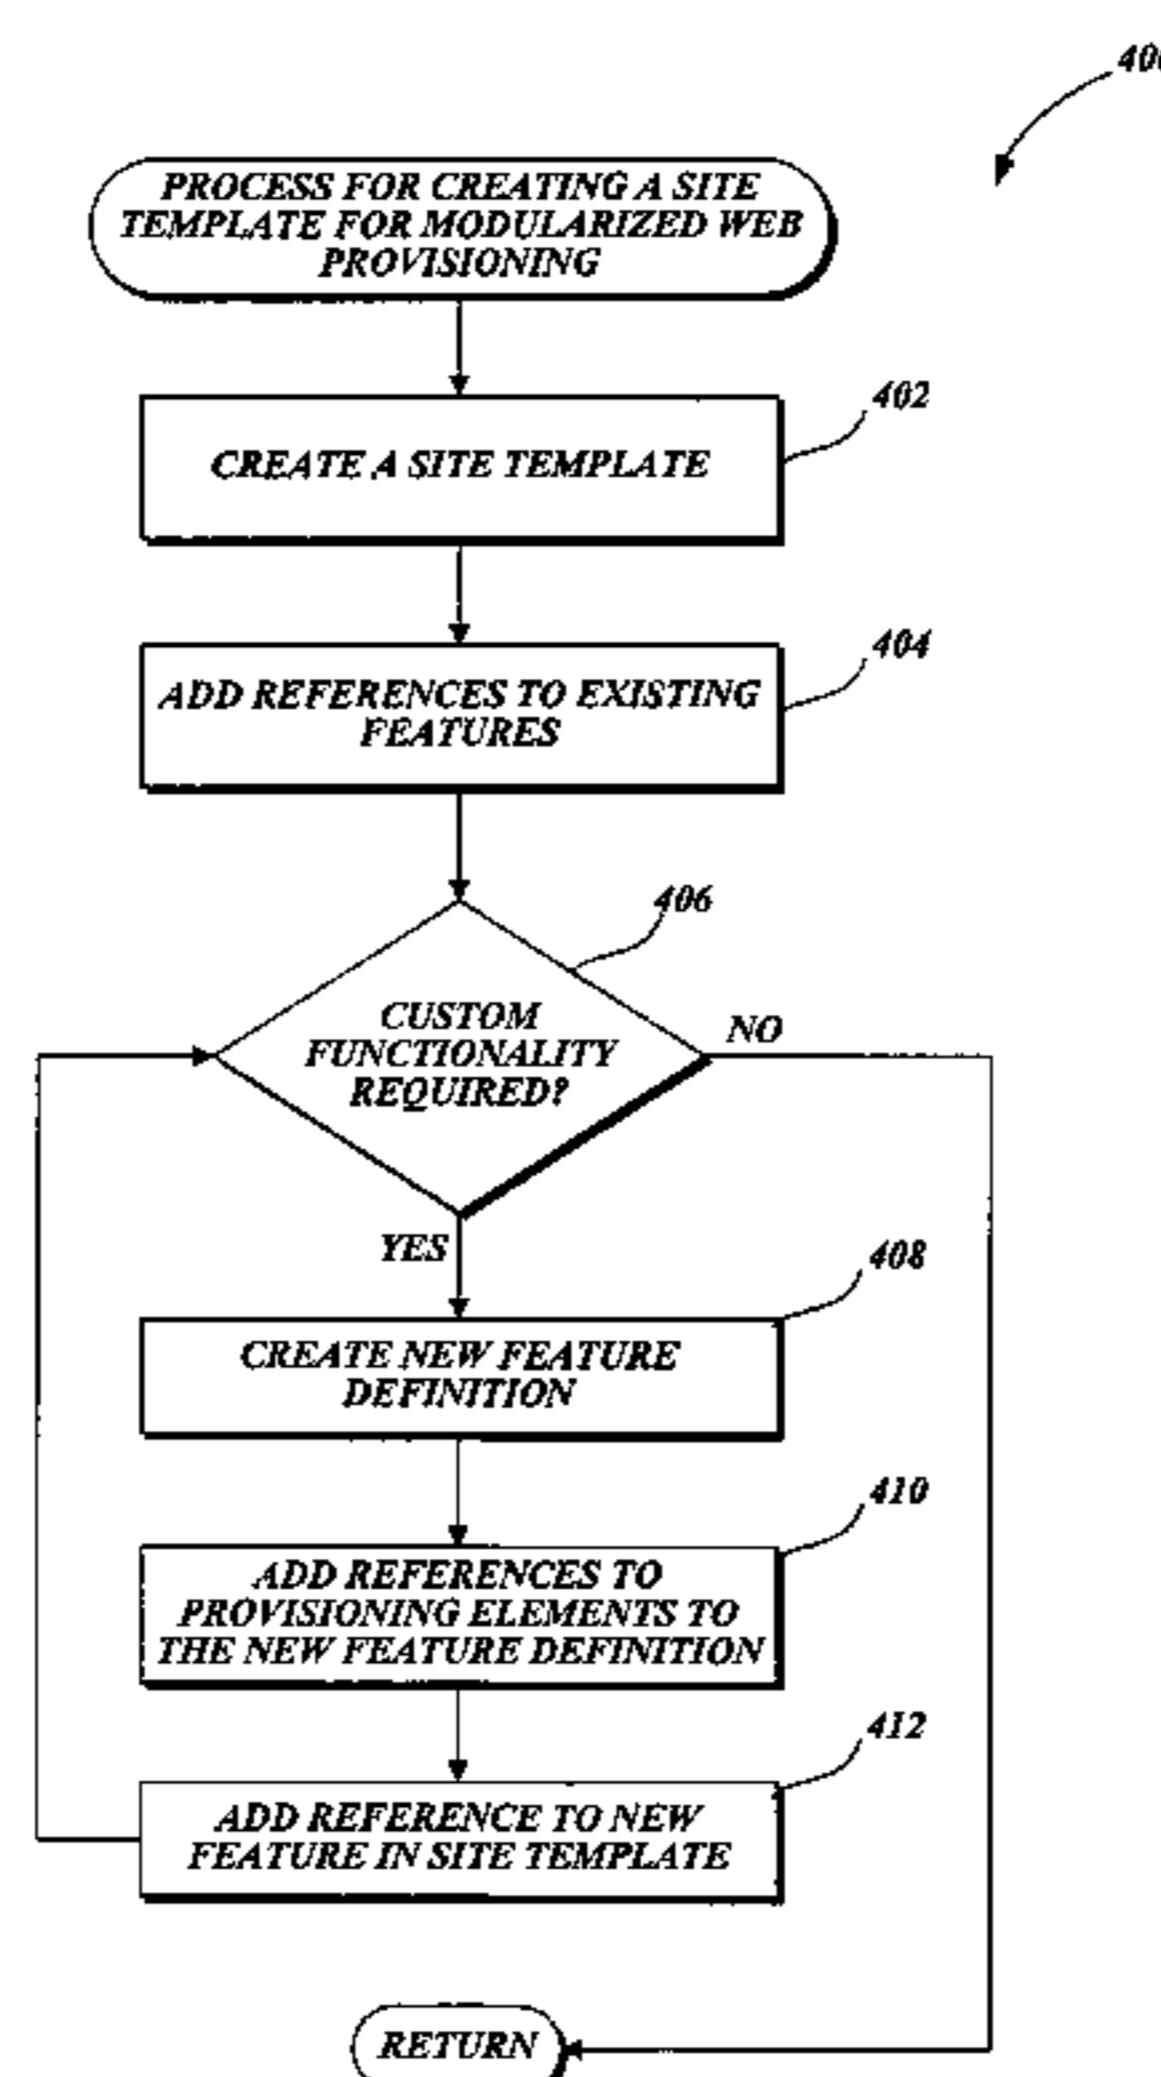 PROCESS FOR CREATING A SITE
TEMPLATE FOR MODULARIZED WEB
PROVISIONING
402
CREATE A SITE TEMPLATE
404
ADD REFERENCES TO EXISTING
FEATURES
406
CUSTOM
FUNCTIONALITY
REQUIRED?
NO
YES
408
CREATE NEW FEATURE
DEFINITION
410
ADD REFERENCES TO
PROVISIONING ELEMENTS TO
THE NEW FEATURE DEFINITION
412
ADD REFERENCE TO NEW
FEATURE IN SITE TEMPLATE
RETURN